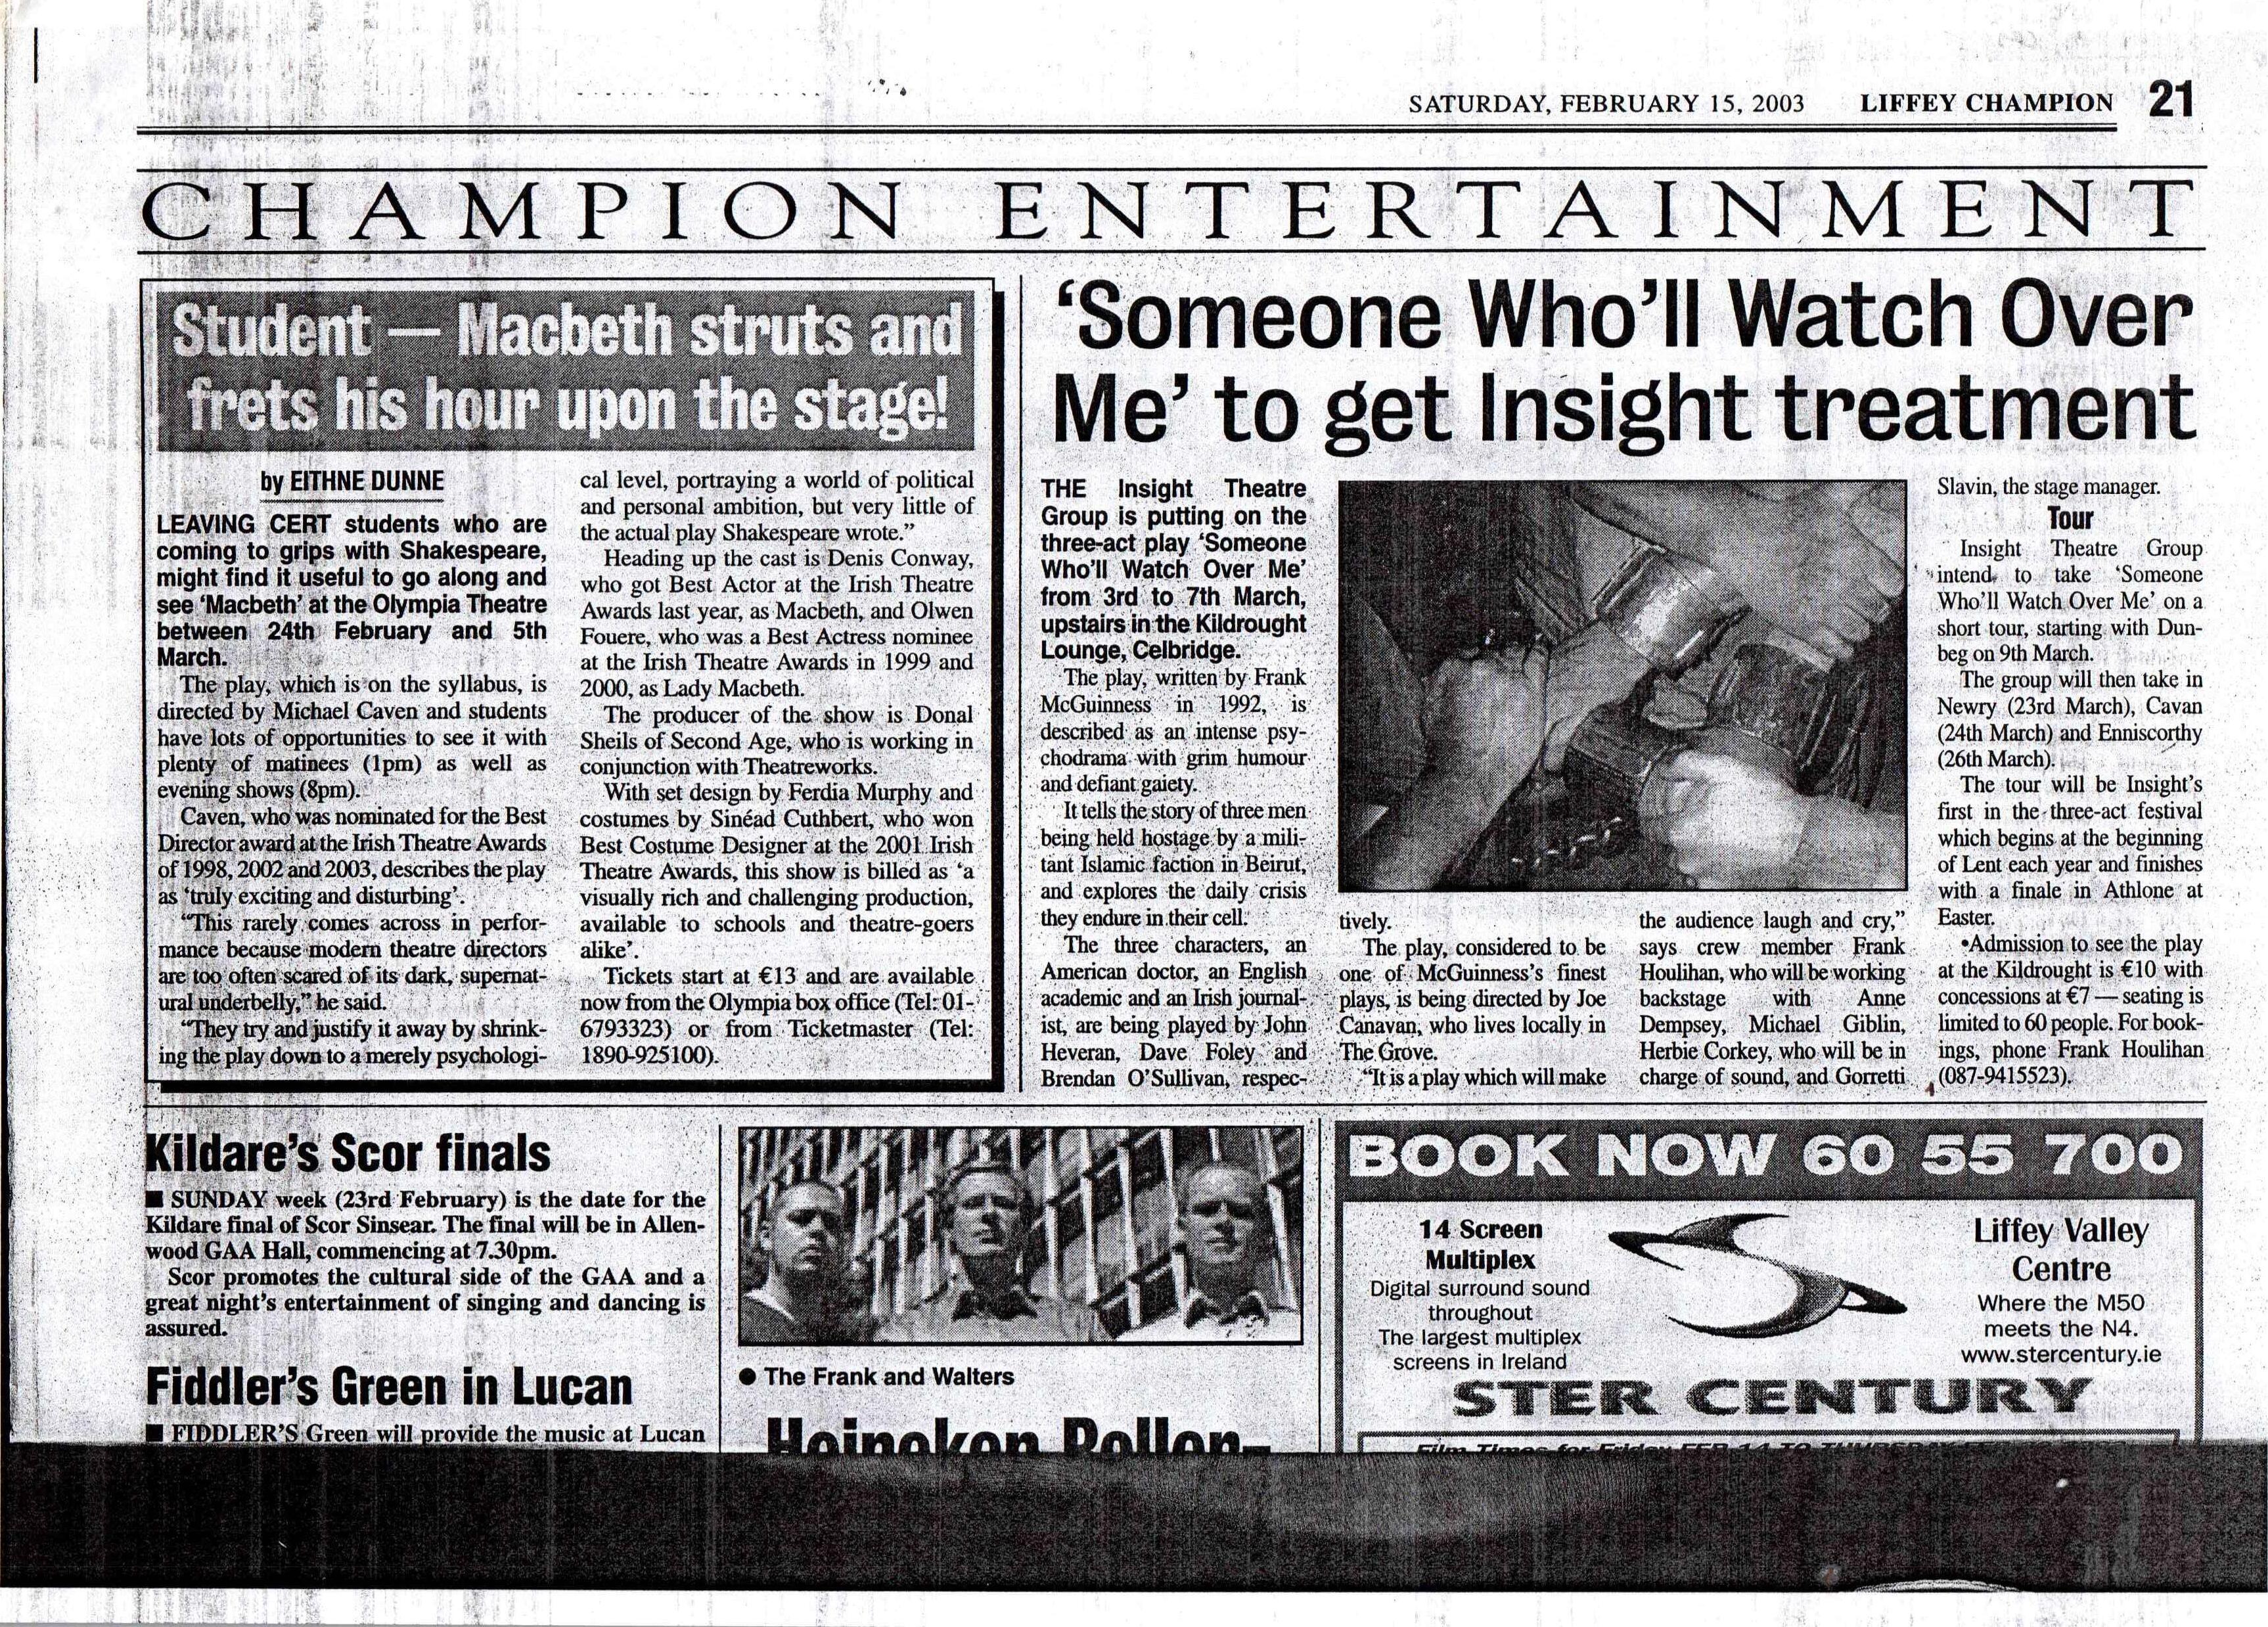 SATURDAY, FEBRUARY 15, 2003 LIFFEY CHAMPION 21
CHAMPION ENTERTAINMENT
Student — Macbeth struts and
frets his hour upon the stage!
by EITHNE DUNNE
LEAVING CERT students who are
coming to grips with Shakespeare,
might find it useful to go along and
see ‘Macbeth’ at the Olympia Theatre
between 24th February and 5th
March.
The play, which is on the syllabus, is
directed by Michael Caven and students
have lots of opportunities to see it with
plenty of matinees (1pm) as well as
evening shows (8pm).
Caven, who was nominated for the Best
Director award at the Irish Theatre Awards
of 1998, 2002 and 2003, describes the play
as ‘truly exciting and disturbing’.
“This rarely comes across in perfor-
mance because modern theatre directors
are too often scared of its dark, supernat-
ural underbelly,” he said.
“They try and justify it away by shrink-
ing the play down to a merely psychologi-
cal level, portraying a world of political
and personal ambition, but very little of
the actual play Shakespeare wrote.”
Heading up the cast is Denis Conway,
who got Best Actor at the Irish Theatre
Awards last year, as Macbeth, and Olwen
Fouere, who was a Best Actress nominee
at the Irish Theatre Awards in 1999 and
2000, as Lady Macbeth.
The producer of the show is Donal
Sheils of Second Age, who is working in
conjunction with Theatreworks.
With set design by Ferdia Murphy and
costumes by Sinéad Cuthbert, who won
Best Costume Designer at the 2001 Irish
Theatre Awards, this show is billed as ‘a
visually rich and challenging production,
available to schools and theatre-goers
alike’.
Tickets start at €13 and are available
now from the Olympia box office (Tel: 01-
6793323) or from Ticketmaster (Tel:
1890-925100).
‘Someone Who’ll Watch Over
Me’ to get Insight treatment
THE Insight Theatre
Group is putting on the
three-act play ‘Someone
Who’ll Watch Over Me’
from 3rd to 7th March,
upstairs in the Kildrought
Lounge, Celbridge.
The play, written by Frank
McGuinness in 1992, is
described as an intense psy-
chodrama with grim humour
and defiant gaiety.
It tells the story of three men
being held hostage by a mili-
tant Islamic faction in Beirut,
and explores the daily crisis
they endure in their cell.
The three characters, an
American doctor, an English
academic and an Irish journal-
ist, are being played by John
Heveran, Dave Foley and
Brendan O’Sullivan, respec-
tively.
The play, considered to be
one of McGuinness’s finest
plays, is being directed by Joe
Canavan, who lives locally in
The Grove.
“It is a play which will make
the audience laugh and cry,”
says crew member Frank
Houlihan, who will be working
backstage with Anne
Dempsey, Michael Giblin,
Herbie Corkey, who will be in
charge of sound, and Gorretti
Slavin, the stage manager.
Tour
Insight Theatre Group
intend to take ‘Someone
Who’ll Watch Over Me’ on a
short tour, starting with Dun-
beg on 9th March.
The group will then take in
Newry (23rd March), Cavan
(24th March) and Enniscorthy
(26th March).
The tour will be Insight’s
first in the three-act festival
which begins at the beginning
of Lent each year and finishes
with a finale in Athlone at
Easter.
•Admission to see the play
at the Kildrought is €10 with
concessions at €7 — seating is
limited to 60 people. For book-
ings, phone Frank Houlihan
(087-9415523).
Kildare’s Scor finals
■ SUNDAY week (23rd February) is the date for the
Kildare final of Scor Sinsear. The final will be in Allen-
wood GAA Hall, commencing at 7.30pm.
Scor promotes the cultural side of the GAA and a
great night’s entertainment of singing and dancing is
assured.
Fiddler’s Green in Lucan
■ FIDDLER’S Green will provide the music at Lucan
● The Frank and Walters
Heineken Roller-
BOOK NOW 60 55 700
14 Screen
Multiplex
Digital surround sound
throughout
The largest multiplex
screens in Ireland
Liffey Valley
Centre
Where the M50
meets the N4.
www.stercentury.ie
STER CENTURY
Film Times for Friday FEB 14 TO